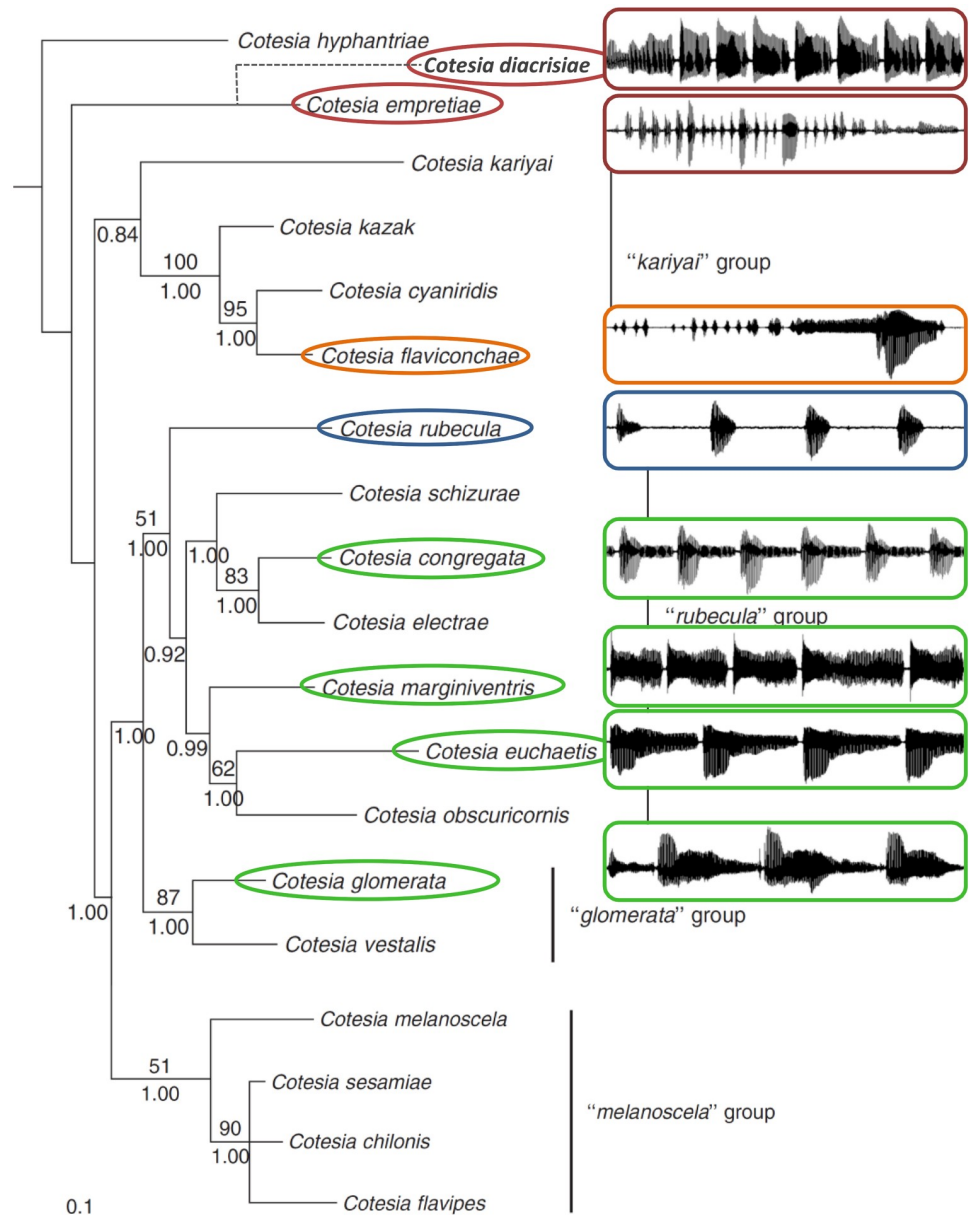 Cotesia hyphantriae
Cotesia diacrisiae
Cotesia empretiae
Cotesia kariyai
0.84
Cotesia kazak
100
1.00
"kariyai" group
Cotesia cyaniridis
95
1.00
Cotesia flaviconchae
Cotesia rubecula
Cotesia schizurae
51
1.00
1.00
Cotesia congregata
83
1.00
Cotesia electrae
"rubecula" group
0.92
Cotesia marginiventris
1.00
0.99
Cotesia euchaetis
62
1.00
Cotesia obscuricornis
Cotesia glomerata
87
1.00
1.00
"glomerata" group
Cotesia vestalis
Cotesia melanoscela
51
1.00
Cotesia sesamiae
"melanoscela" group
90
1.00
Cotesia chilonis
Cotesia flavipes
0.1